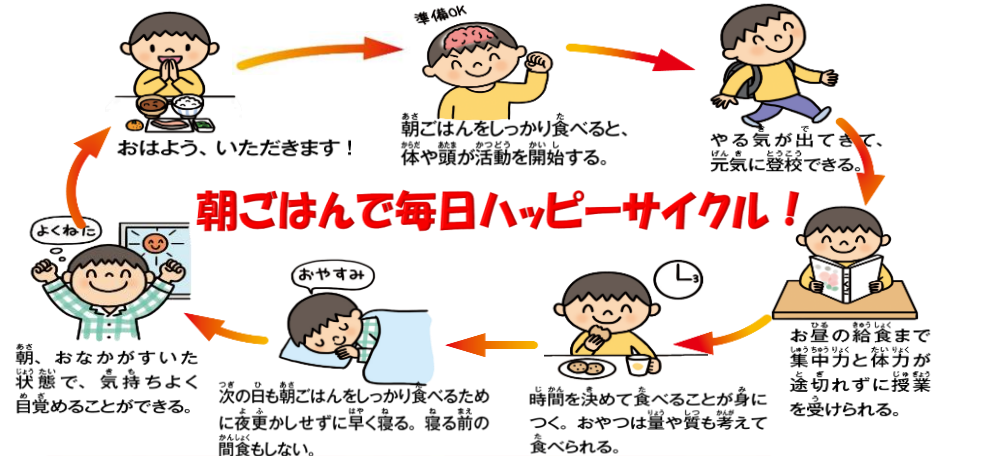 準備OK
おはよう、いただきます！
朝ごはんをしっかり食べると、
体や頭が活動を開始する。
やる気が出てきて、
元気に登校できる。
朝ごはんで毎日ハッピーサイクル！
よくねた
おやすみ
3
お昼の給食まで
集中力と体力が
途切れずに授業
を受けられる。
時間を決めて食べることが身に
つく。おやつは量や質も考えて
食べられる。
次の日も朝ごはんをしっかり食べるため
に夜更かしせずに早く寝る。寝る前の
間食もしない。
朝、おなかがすいた
状態で、気持ちよく
目覚めることができる。